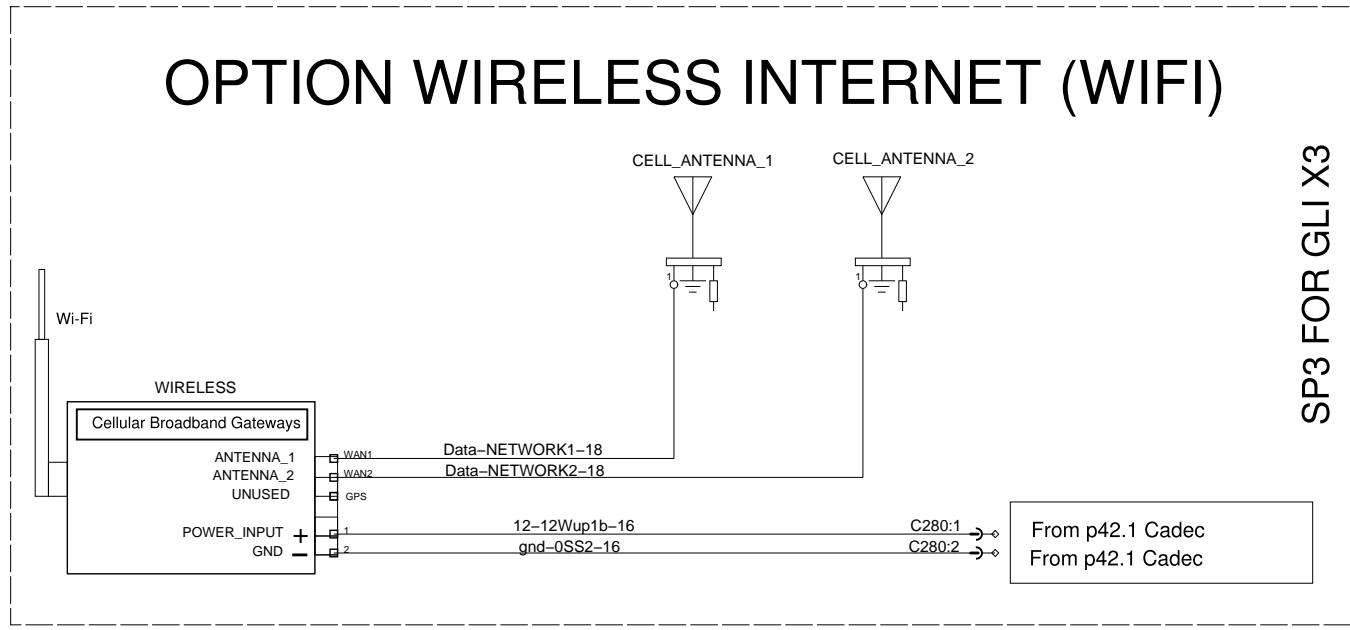 OPTION WIRELESS INTERNET (WIFI)
SP3 FOR GLI X3
CELL_ANTENNA_1
CELL_ANTENNA_2
1
1
Wi-Fi
WIRELESS
Cellular Broadband Gateways
ANTENNA_1 WAN1 Data-NETWORK1-18
ANTENNA_2 WAN2 Data-NETWORK2-18
UNUSED GPS
POWER_INPUT + 1 12-12Wup1b-16 C280:1 From p42.1 Cadec
GND - 2 gnd-0SS2-16 C280:2 From p42.1 Cadec